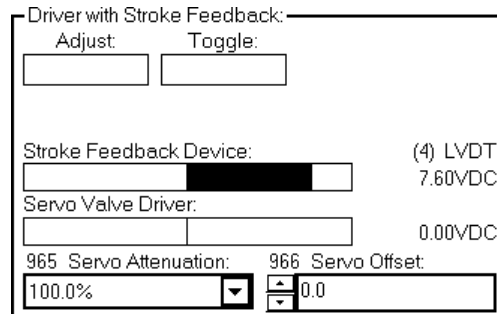 Driver with Stroke Feedback:
Adjust: Toggle:
Stroke Feedback Device: (4) LVDT
7.60VDC
Servo Valve Driver:
0.00VDC
965 Servo Attenuation: 966 Servo Offset:
100.0% 0.0